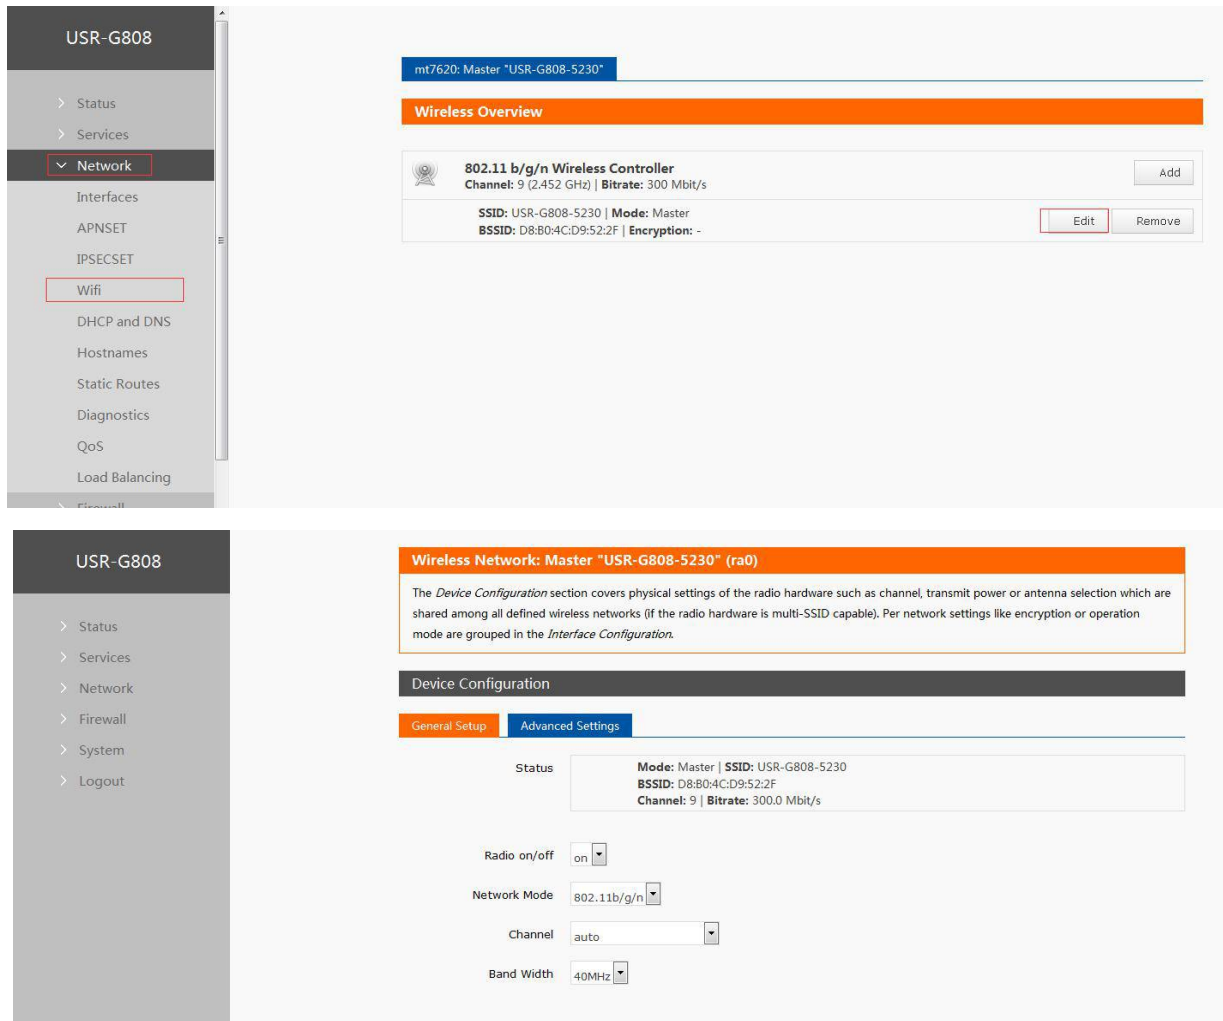 USR-G808
Status
Services
Network
Interfaces
APNSET
IPSECSET
Wifi
DHCP and DNS
Hostnames
Static Routes
Diagnostics
QoS
Load Balancing
Firewall
mt7620: Master "USR-G808-5230"
Wireless Overview
802.11 b/g/n Wireless Controller
Channel: 9 (2.452 GHz) | Bitrate: 300 Mbit/s
Add
SSID: USR-G808-5230 | Mode: Master
BSSID: D8:B0:4C:D9:52:2F | Encryption: -
Edit
Remove
USR-G808
Status
Services
Network
Firewall
System
Logout
Wireless Network: Master "USR-G808-5230" (ra0)
The Device Configuration section covers physical settings of the radio hardware such as channel, transmit power or antenna selection which are
shared among all defined wireless networks (if the radio hardware is multi-SSID capable). Per network settings like encryption or operation
mode are grouped in the Interface Configuration.
Device Configuration
General Setup
Advanced Settings
Status
Mode: Master | SSID: USR-G808-5230
BSSID: D8:B0:4C:D9:52:2F
Channel: 9 | Bitrate: 300.0 Mbit/s
Radio on/off
on
Network Mode
802.11b/g/n
Channel
auto
Band Width
40MHz